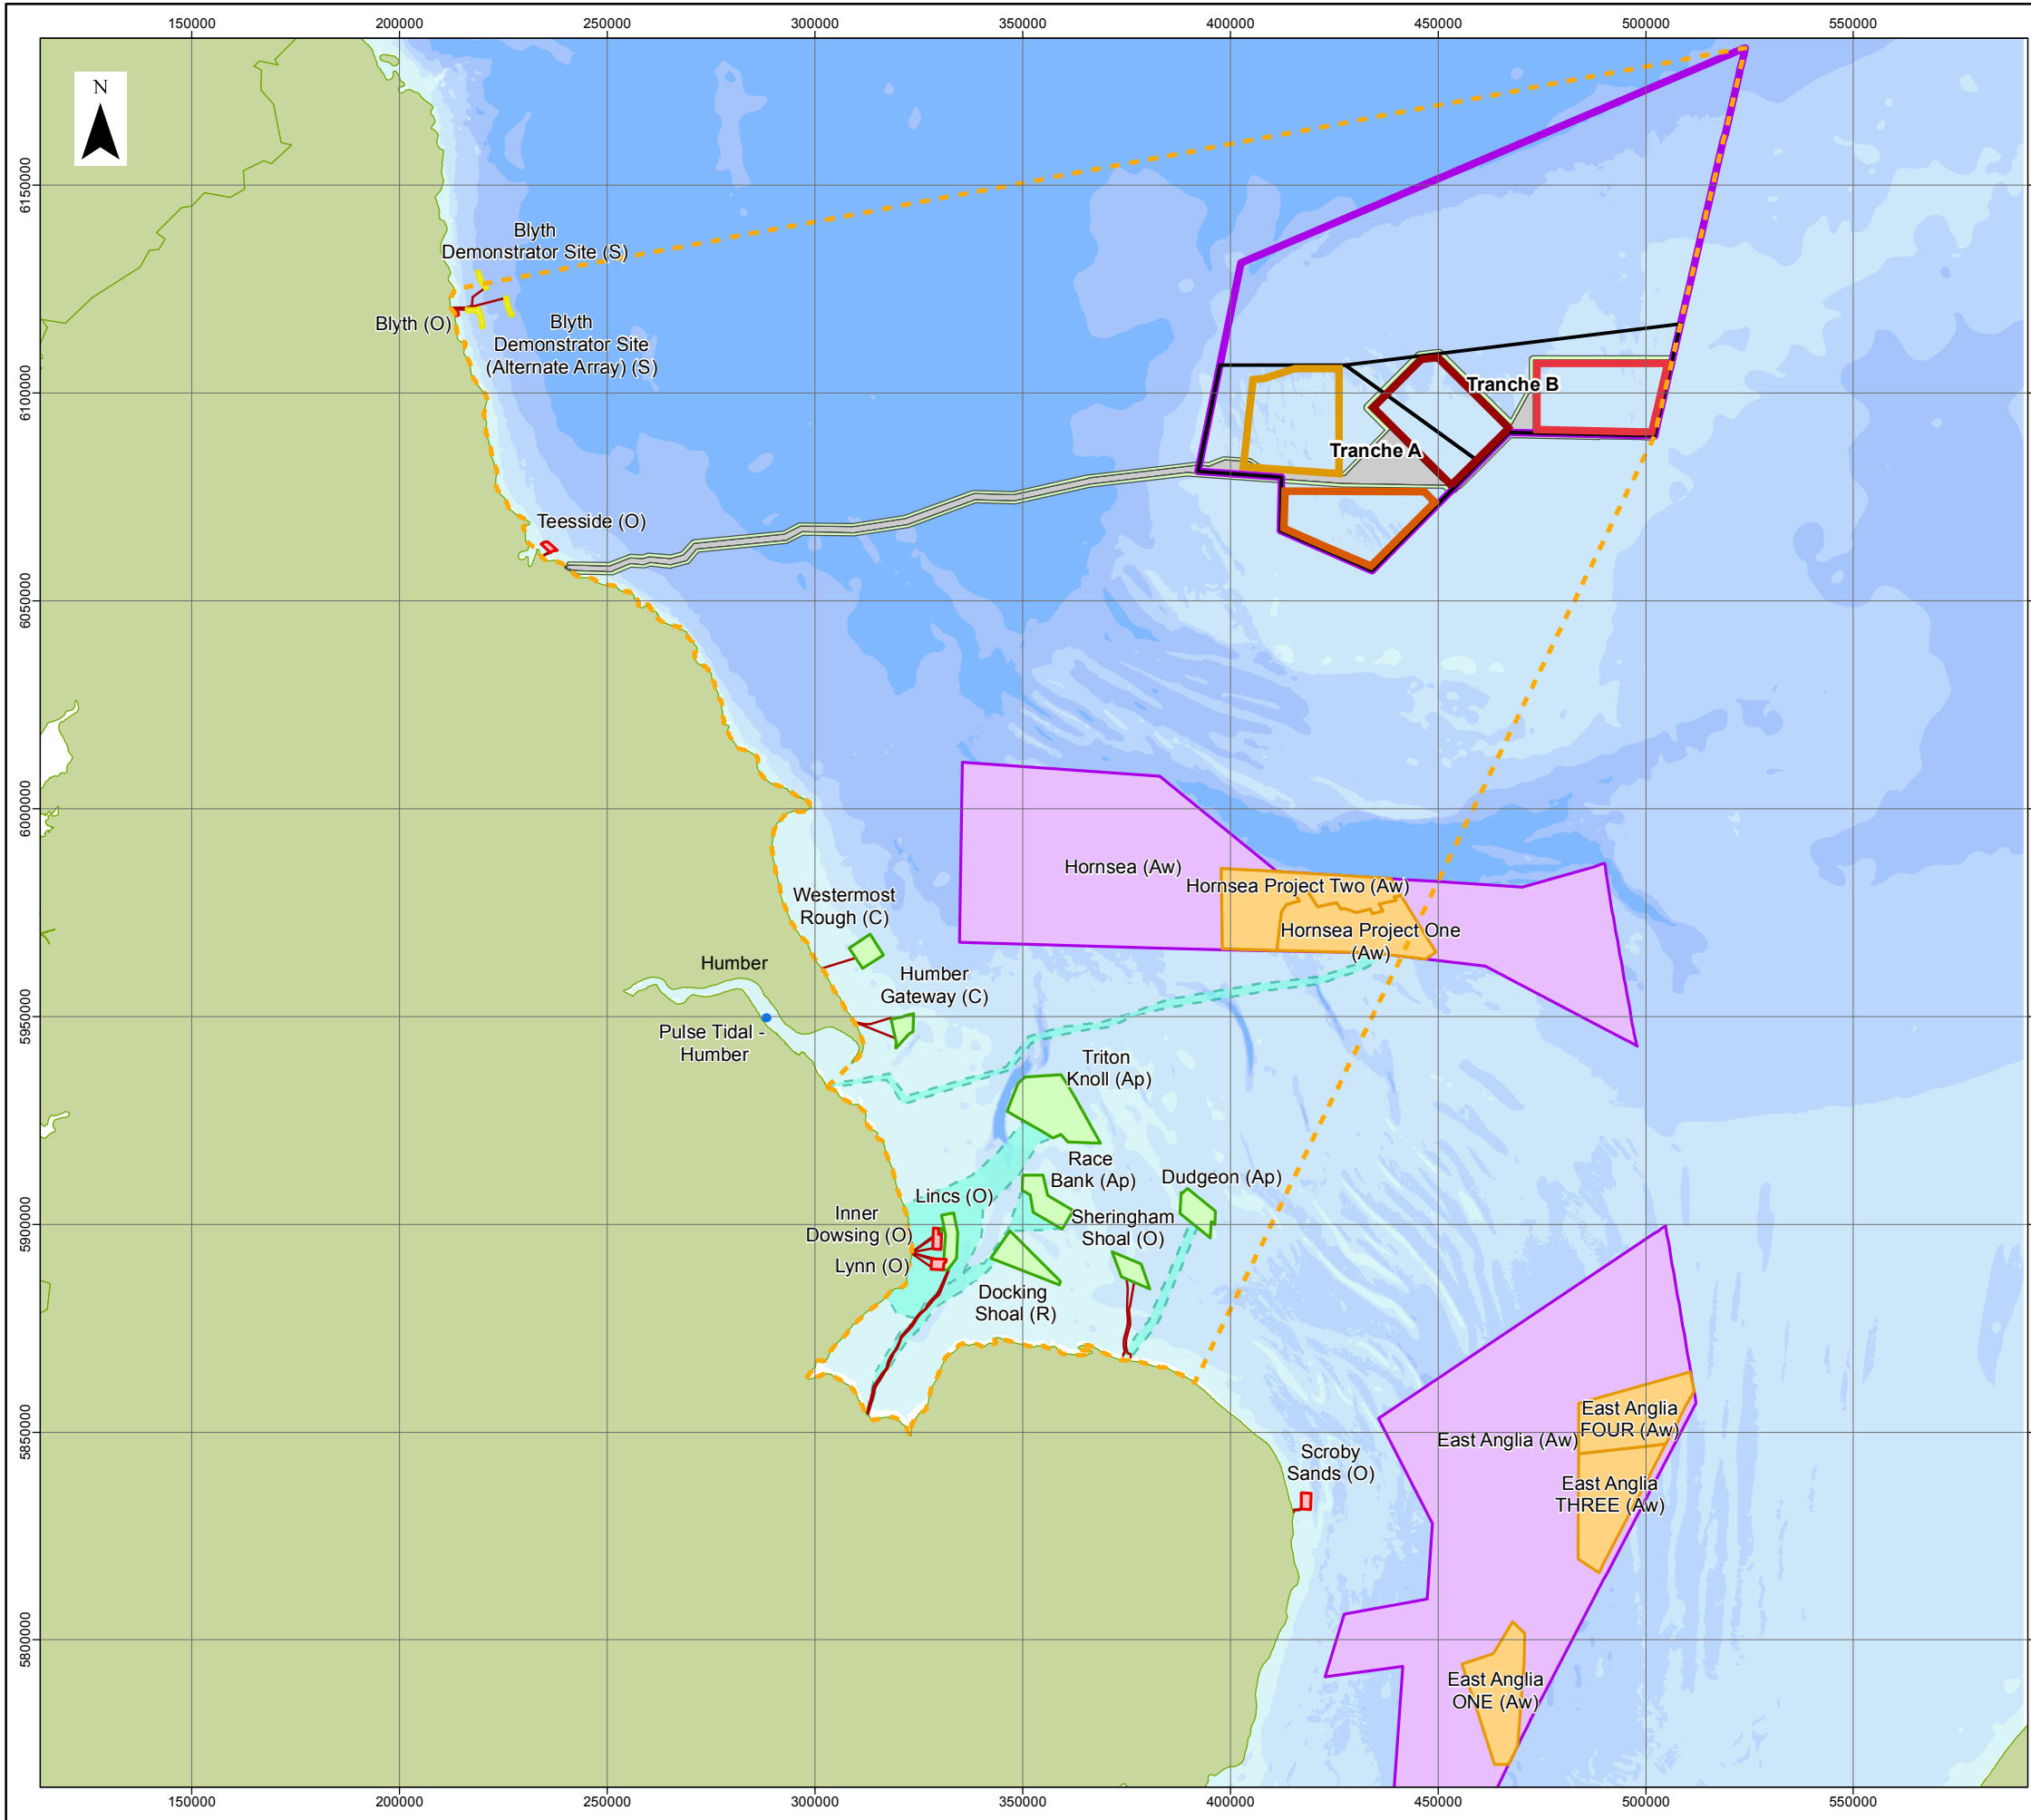 150000
200000
250000
300000
350000
400000
450000
500000
550000
N
6150000
6100000
6050000
6000000
5950000
5900000
5850000
5800000
Blyth
Demonstrator Site (S)
Blyth (O)
Blyth
Demonstrator Site
(Alternate Array) (S)
Tranche B
Tranche A
Teesside (O)
Hornsea (Aw)
Hornsea Project Two (Aw)
Hornsea Project One
(Aw)
Westermost
Rough (C)
Humber
Humber
Gateway (C)
Pulse Tidal -
Humber
Triton
Knoll (Ap)
Race
Bank (Ap)
Dudgeon (Ap)
Lincs (O)
Inner
Dowsing (O)
Sheringham
Shoal (O)
Lynn (O)
Docking
Shoal (R)
East Anglia
FOUR (Aw)
East Anglia (Aw)
Scroby
Sands (O)
East Anglia
THREE (Aw)
East Anglia
ONE (Aw)
150000
200000
250000
300000
350000
400000
450000
500000
550000